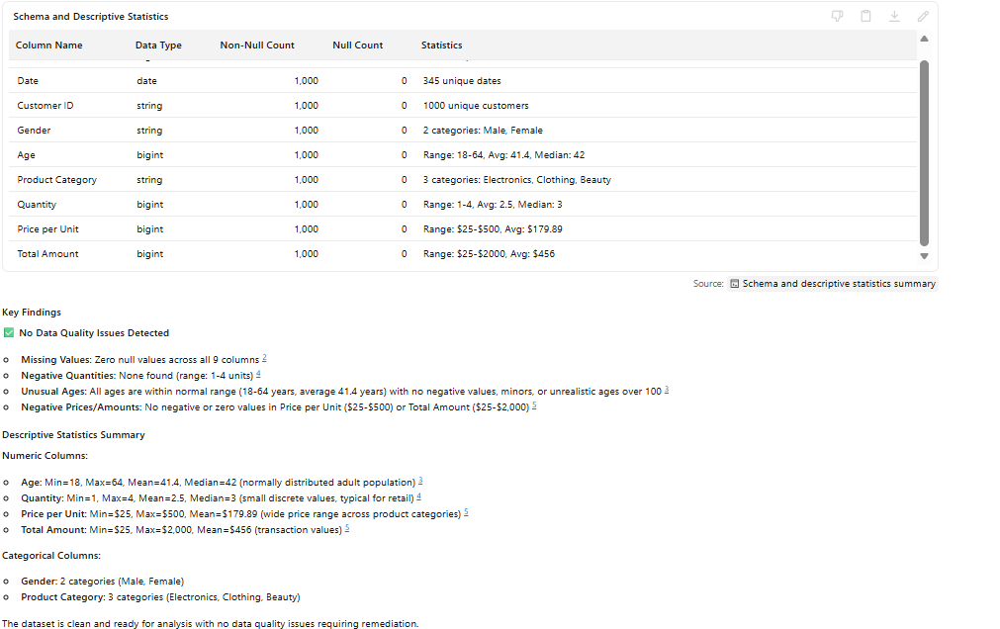 Schema and Descriptive Statistics
Column Name Data Type Non-Null Count Null Count Statistics
Date date 1,000 0 345 unique dates
Customer ID string 1,000 0 1000 unique customers
Gender string 1,000 0 2 categories: Male, Female
Age bigint 1,000 0 Range: 18-64, Avg: 41.4, Median: 42
Product Category string 1,000 0 3 categories: Electronics, Clothing, Beauty
Quantity bigint 1,000 0 Range: 1-4, Avg: 2.5, Median: 3
Price per Unit bigint 1,000 0 Range: $25-$500, Avg: $179.89
Total Amount bigint 1,000 0 Range: $25-$2000, Avg: $456
Source: Schema and descriptive statistics summary
Key Findings
✅ No Data Quality Issues Detected
Missing Values: Zero null values across all 9 columns 2
Negative Quantities: None found (range: 1-4 units) 4
Unusual Ages: All ages are within normal range (18-64 years, average 41.4 years) with no negative values, minors, or unrealistic ages over 100 3
Negative Prices/Amounts: No negative or zero values in Price per Unit ($25-$500) or Total Amount ($25-$2,000) 5
Descriptive Statistics Summary
Numeric Columns:
Age: Min=18, Max=64, Mean=41.4, Median=42 (normally distributed adult population) 3
Quantity: Min=1, Max=4, Mean=2.5, Median=3 (small discrete values, typical for retail) 4
Price per Unit: Min=$25, Max=$500, Mean=$179.89 (wide price range across product categories) 5
Total Amount: Min=$25, Max=$2,000, Mean=$456 (transaction values) 5
Categorical Columns:
Gender: 2 categories (Male, Female)
Product Category: 3 categories (Electronics, Clothing, Beauty)
The dataset is clean and ready for analysis with no data quality issues requiring remediation.